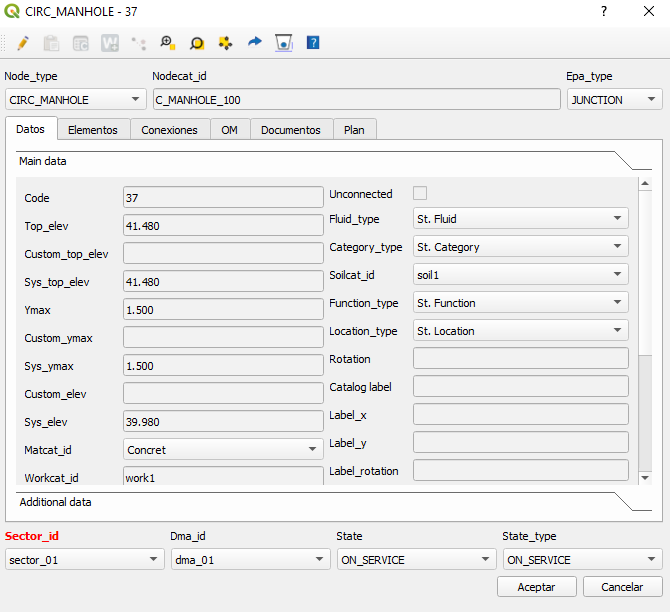 CIRC_MANHOLE - 37
Node_type
Nodecat_id
Epa_type
CIRC_MANHOLE
C_MANHOLE_100
JUNCTION
Datos
Elementos
Conexiones
OM
Documentos
Plan
Main data
Code
37
Top_elev
41.480
Custom_top_elev
Sys_top_elev
41.480
Ymax
1.500
Custom_ymax
Sys_ymax
1.500
Custom_elev
Sys_elev
39.980
Matcat_id
Concret
Workcat_id
work1
Unconnected
Fluid_type
St. Fluid
Category_type
St. Category
Soilcat_id
soil1
Function_type
St. Function
Location_type
St. Location
Rotation
Catalog label
Label_x
Label_y
Label_rotation
Additional data
Sector_id
Dma_id
State
State_type
sector_01
dma_01
ON_SERVICE
ON_SERVICE
Aceptar
Cancelar